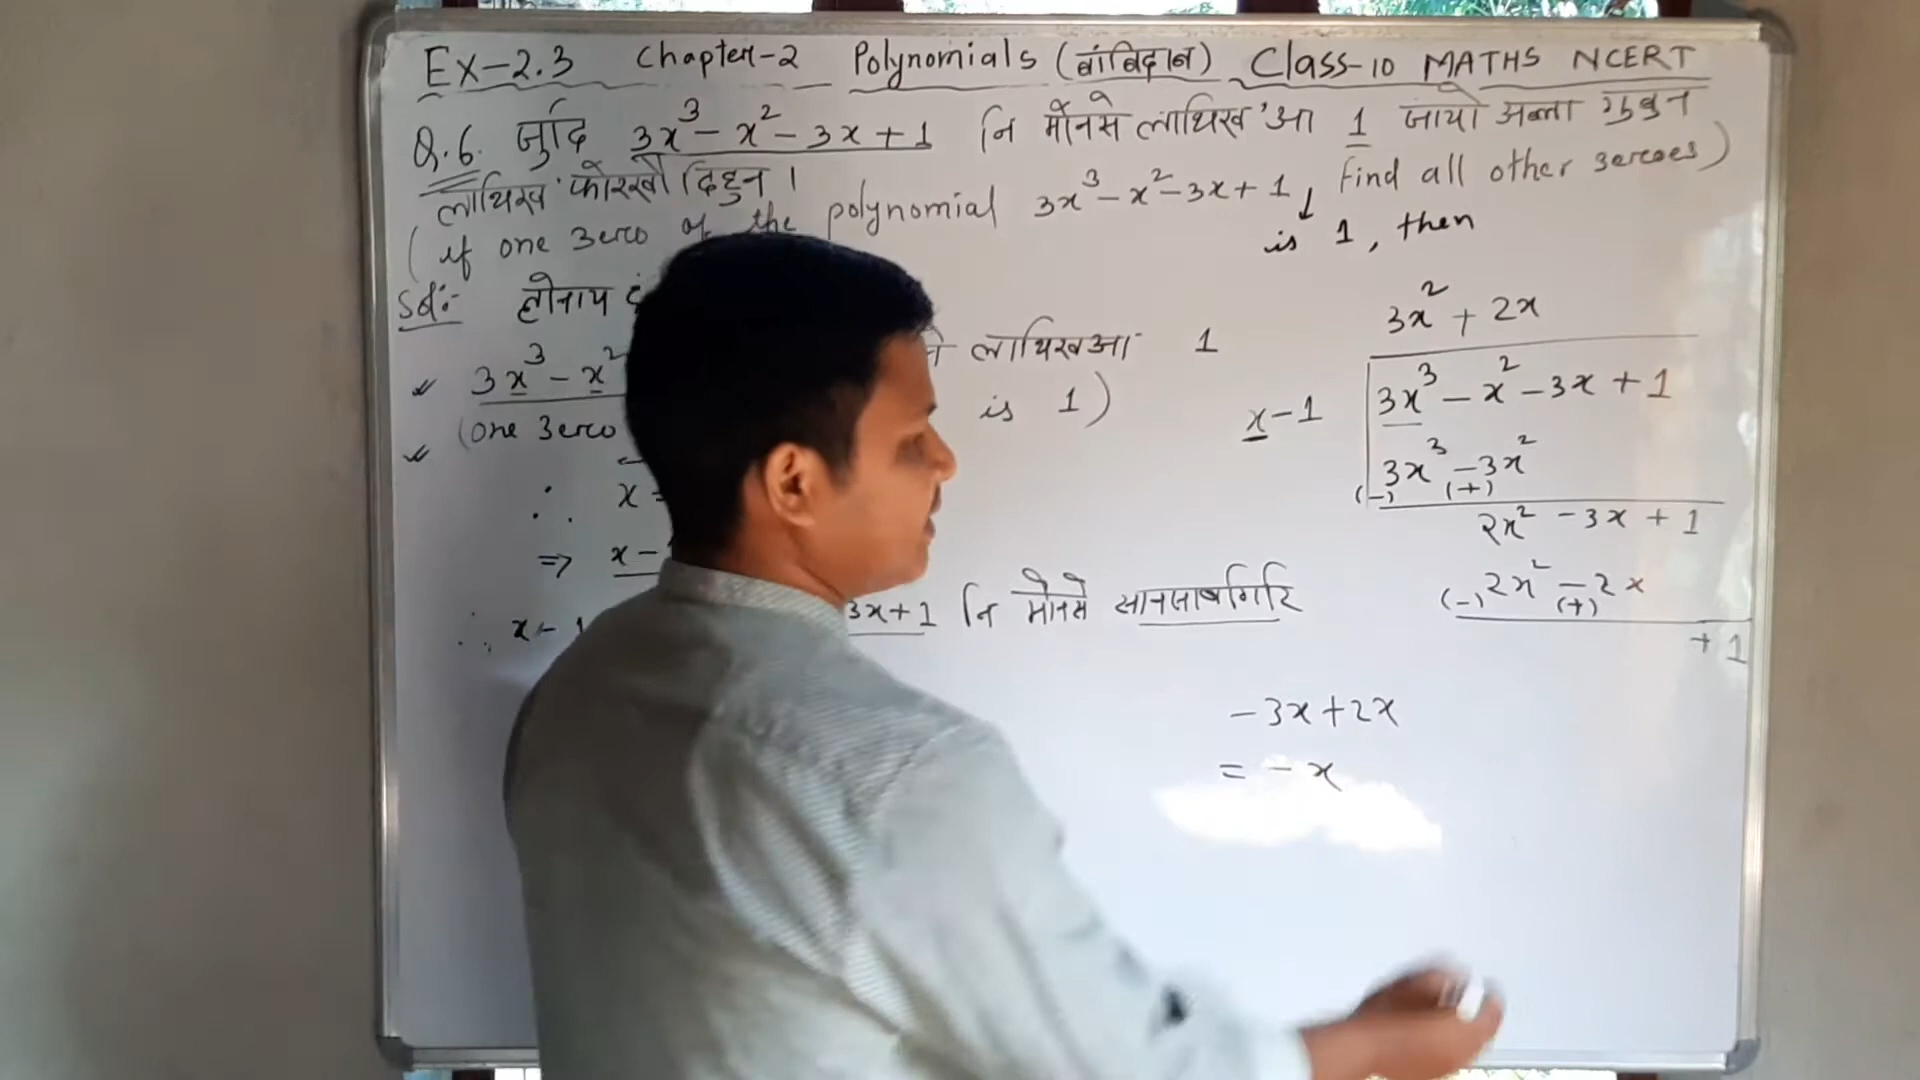 Ex-2.3 Chapter-2 Polynomials (बांबिदाब) Class-10 MATHS NCERT
Q.6. जुदि 3x³ - x² - 3x + 1 नि मोनसे लाथिख'आ 1 जायो अब्ला गुबुन
लाथिख फोरखौ दिहुन।
(if one zero of the polynomial 3x³ - x² - 3x + 1, Find all other zeroes)
is 1, then
Sol:- होनाय
3x³ - x² लाथिखआ 1
(one zero is 1)
∴ x
⇒ x -
∴ x - 1 3x + 1 नि मोनसे सानजाबगिरि
3x² + 2x
x - 1 3x³ - x² - 3x + 1
3x³ - 3x²
(-) (+)
2x² - 3x + 1
(-) 2x² - 2x
(+)
+ 1
- 3x + 2x
= - x